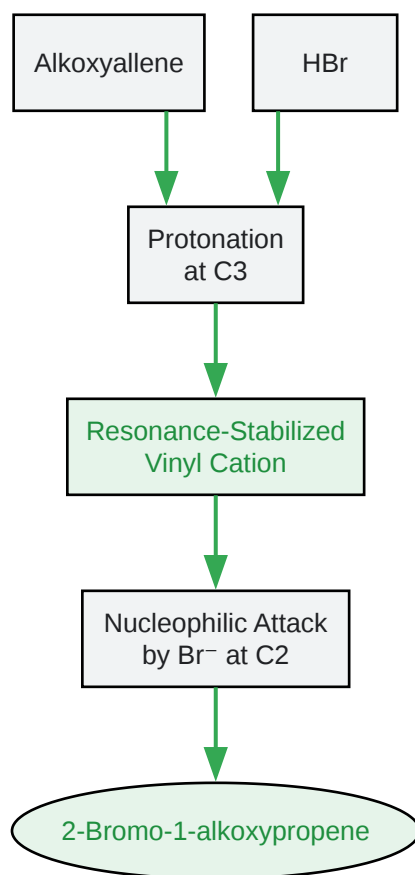 Alkoxyallene
HBr
Protonation
at C3
Resonance-Stabilized
Vinyl Cation
Nucleophilic Attack
by Br⁻ at C2
2-Bromo-1-alkoxypropene